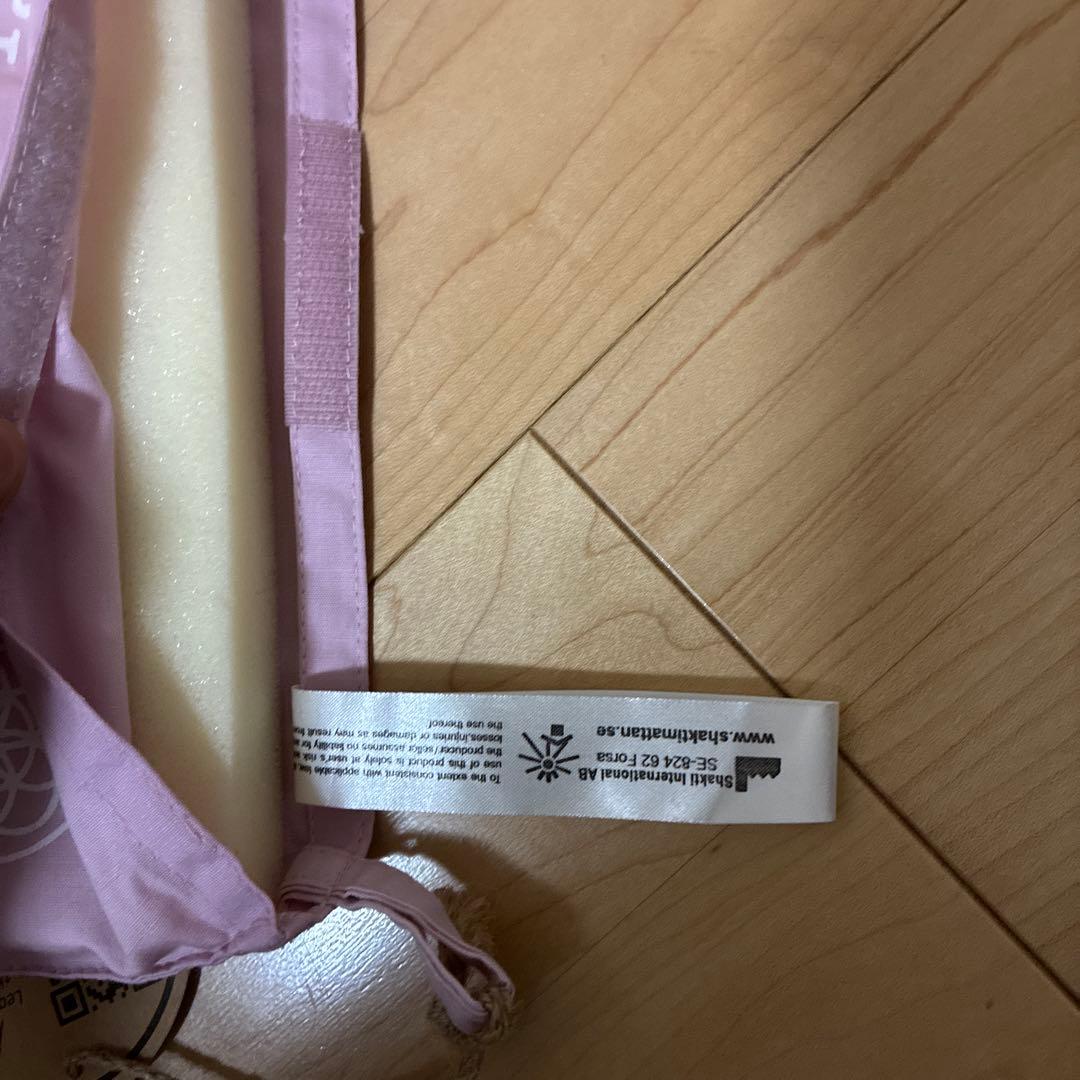 Shakti International AB
SE-824 62 Forsa
www.shaktimattan.se
To the extent consistent with applicable law,
use of this product is solely at user's risk
the producer/seller assumes no liability for
losses,injuries or damages as may result
the use thereof